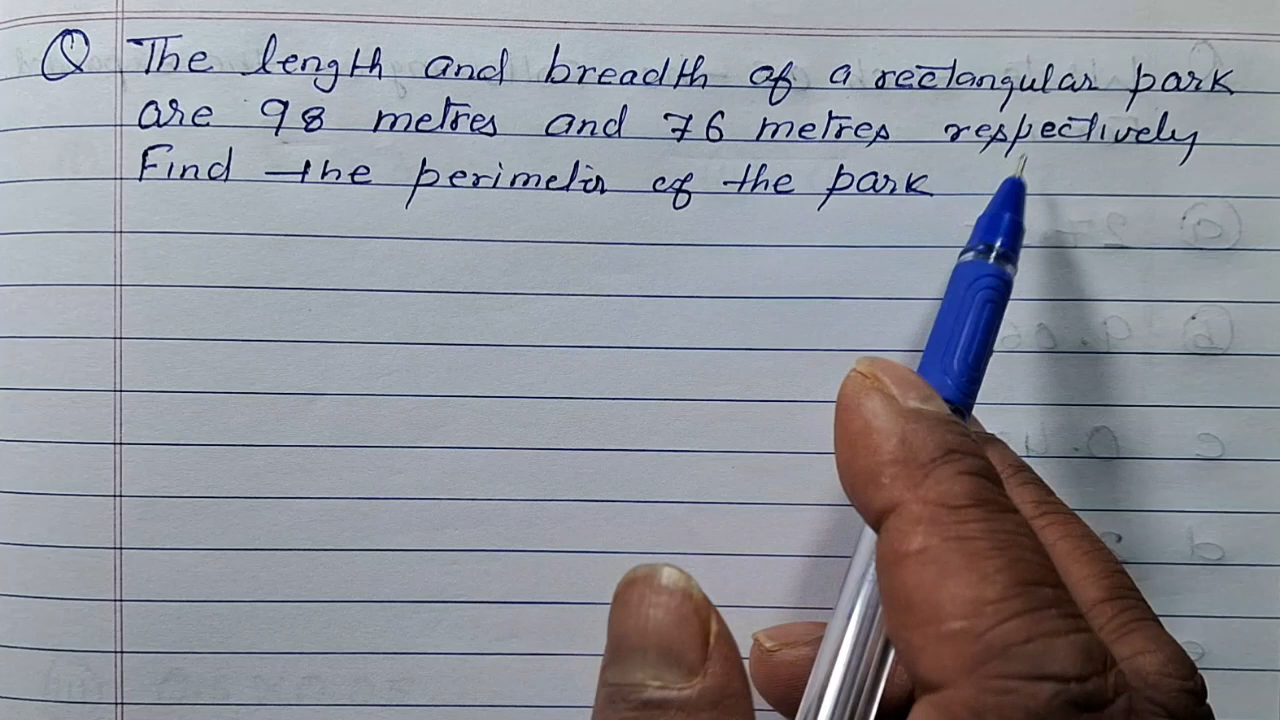 Q The length and breadth of a rectangular park
are 98 metres and 76 metres respectively
Find the perimeter of the park